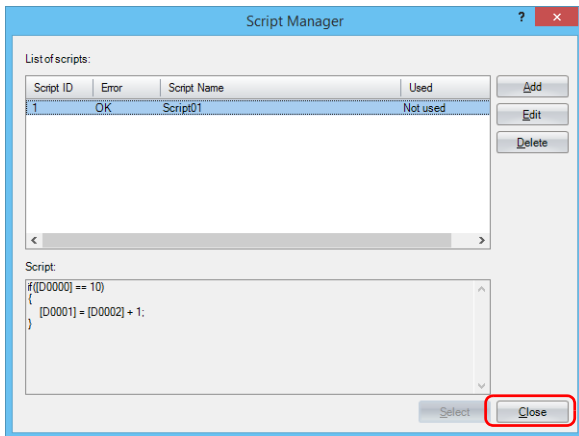 Script Manager ? ×
List of scripts:
Script ID Error Script Name Used
1 OK Script01 Not used
Add
Edit
Delete
Script:
if([D0000] == 10)
{
[D0001] = [D0002] + 1;
}
Select Close